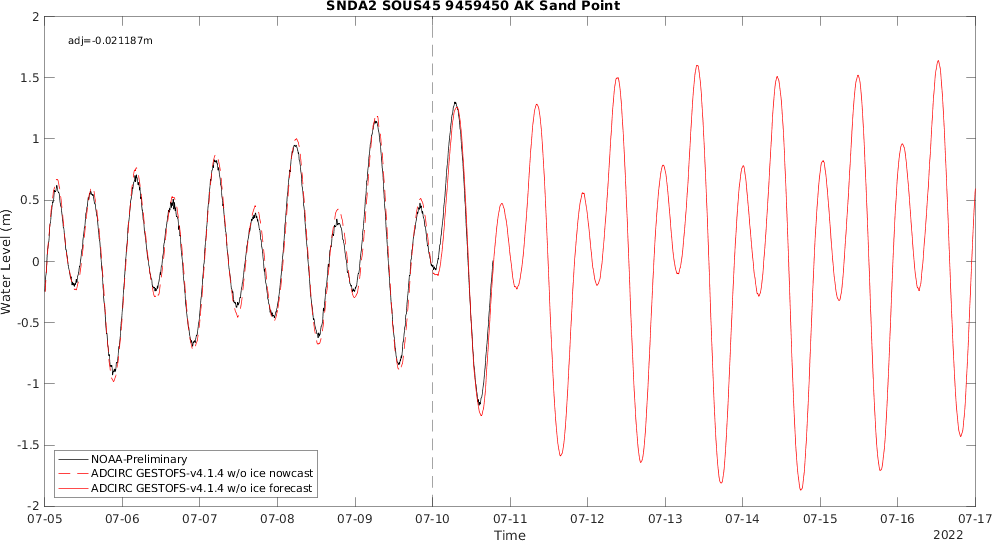 SNDA2 SOUS45 9459450 AK Sand Point
adj=-0.021187m
2
1.5
1
0.5
0
-0.5
-1
-1.5
-2
Water Level (m)
NOAA-Preliminary
ADCIRC GESTOFS-v4.1.4 w/o ice nowcast
ADCIRC GESTOFS-v4.1.4 w/o ice forecast
07-05 07-06 07-07 07-08 07-09 07-10 07-11 07-12 07-13 07-14 07-15 07-16 07-17
Time
2022